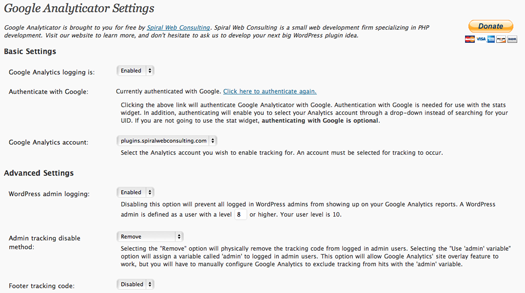 Google Analyticator Settings
Google Analyticator is brought to you for free by Spiral Web Consulting. Spiral Web Consulting is a small web development firm specializing in PHP
development. Visit our website to learn more, and don't hesitate to ask us to develop your next big WordPress plugin idea.
Donate
Basic Settings
Google Analytics logging is: Enabled
Authenticate with Google: Currently authenticated with Google. Click here to authenticate again.
Clicking the above link will authenticate Google Analyticator with Google. Authentication with Google is needed for use with the stats
widget. In addition, authenticating will enable you to select your Analytics account through a drop-down instead of searching for your
UID. If you are not going to use the stat widget, authenticating with Google is optional.
Google Analytics account: plugins.spiralwebconsulting.com
Select the Analytics account you wish to enable tracking for. An account must be selected for tracking to occur.
Advanced Settings
WordPress admin logging: Enabled
Disabling this option will prevent all logged in WordPress admins from showing up on your Google Analytics reports. A WordPress
admin is defined as a user with a level 8 or higher. Your user level is 10.
Admin tracking disable method: Remove
Selecting the "Remove" option will physically remove the tracking code from logged in admin users. Selecting the "Use 'admin' variable"
option will assign a variable called 'admin' to logged in admin users. This option will allow Google Analytics' site overlay feature to
work, but you will have to manually configure Google Analytics to exclude tracking from hits with the 'admin' variable.
Footer tracking code: Disabled